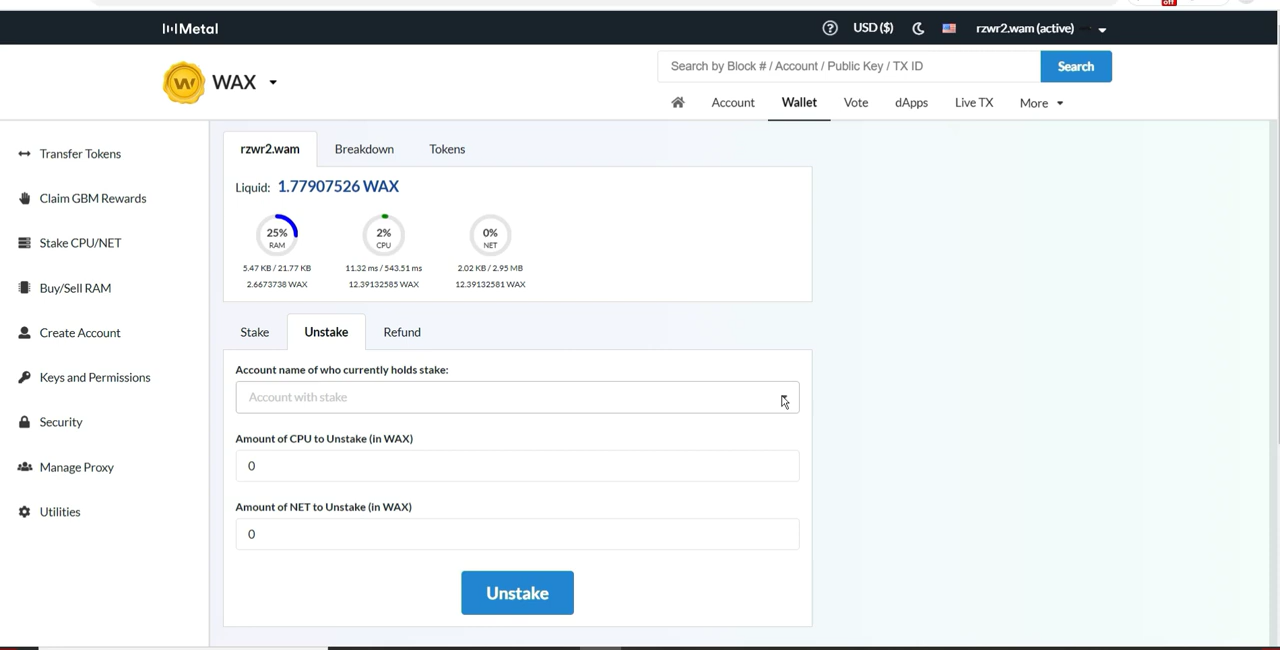 off
Metal
USD ($)
rzwr2.wam (active)
WAX
Search by Block # / Account / Public Key / TX ID
Search
Account
Wallet
Vote
dApps
Live TX
More
Transfer Tokens
Claim GBM Rewards
Stake CPU/NET
Buy/Sell RAM
Create Account
Keys and Permissions
Security
Manage Proxy
Utilities
rzwr2.wam
Breakdown
Tokens
Liquid: 1.77907526 WAX
25%
RAM
5.47 KB / 21.77 KB
2.6673738 WAX
2%
CPU
11.32 ms / 543.51 ms
12.39132585 WAX
0%
NET
2.02 KB / 2.95 MB
12.39132581 WAX
Stake
Unstake
Refund
Account name of who currently holds stake:
Account with stake
Amount of CPU to Unstake (in WAX)
0
Amount of NET to Unstake (in WAX)
0
Unstake